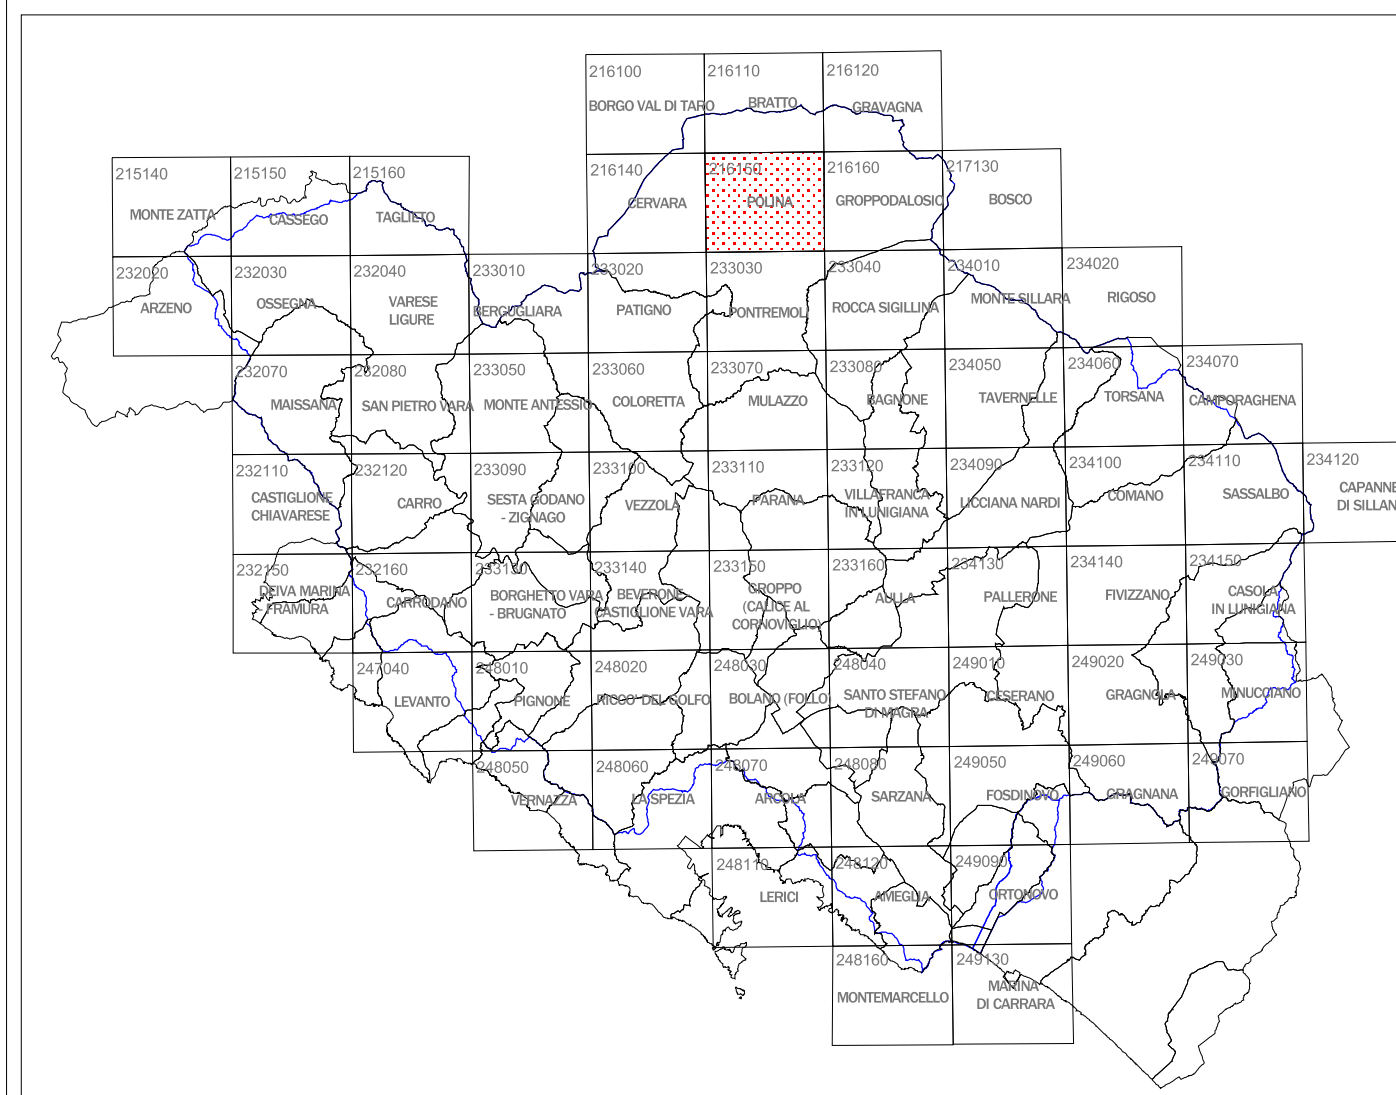 216100
BORGO VAL DI TARO
216110
BRATTO
216120
GRAVAGNA
215140
MONTE ZATTA
215150
CASSEGO
215160
TAGLIETO
216140
CERVARA
216150
POLINA
216160
GROPPODALOSIO
217130
BOSCO
232020
ARZENO
232030
OSSEGNA
232040
VARESE
LIGURE
233010
BERGUGLIARA
233020
PATIGNO
233030
PONTREMOLI
233040
ROCCA SIGILLINA
234010
MONTE SILLARA
234020
RIGOSO
232070
MAISSANA
232080
SAN PIETRO VARA
233050
MONTE ANTESSIO
233060
COLORETTA
233070
MULAZZO
233080
BAGNONE
234050
TAVERNELLE
234060
TORSANA
234070
CAMPORAGHENA
232110
CASTIGLIONE
CHIAVARESE
232120
CARRO
233090
SESTA GODANO
- ZIGNAGO
233100
VEZZOLA
233110
PARANA
233120
VILLAFRANCA
IN LUNIGIANA
234090
LICCIANA NARDI
234100
COMANO
234110
SASSALBO
234120
CAPANNE
DI SILLAN
232150
DEIVA MARINA
- FRAMURA
232160
CARRODANO
233130
BORGHETTO VARA
- BRUGNATO
233140
BEVERONE
CASTIGLIONE VARA
233150
GROPPO
(CALICE AL
CORNOVIGLIO)
233160
AULLA
234130
PALLERONE
234140
FIVIZZANO
234150
CASOLA
IN LUNIGIANA
247040
LEVANTO
248010
PIGNONE
248020
RICCO' DEL GOLFO
248030
BOLANO (FOLLO)
248040
SANTO STEFANO
DI MAGRA
249010
CESERANO
249020
GRAGNOLA
249030
MINUCCIANO
248050
VERNAZZA
248060
LA SPEZIA
248070
ARCOLA
248080
SARZANA
249050
FOSDINOVO
249060
GRAGNANA
249070
GORFIGLIANO
248110
LERICI
248120
AMEGLIA
249090
ORTONOVO
248160
MONTEMARCELLO
249130
MARINA
DI CARRARA